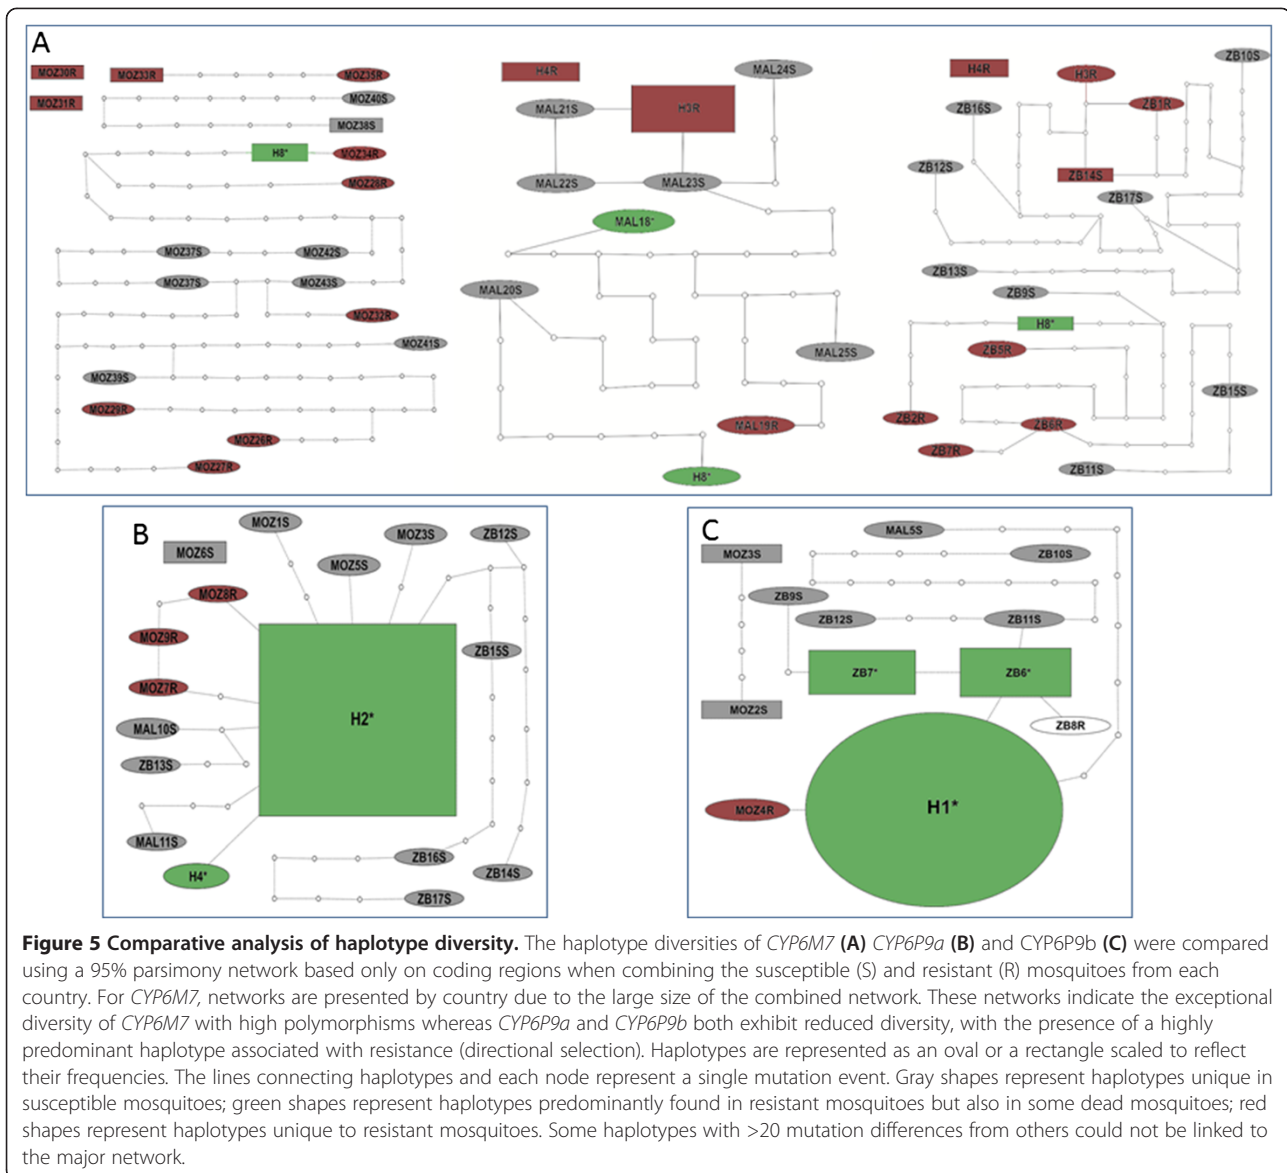 A
MOZ30R MOZ33R MOZ35R
MOZ31R MOZ40S
MOZ38S
H8* MOZ34R
MOZ28R
MOZ37S MOZ42S
MOZ37S MOZ43S
MOZ32R
MOZ41S
MOZ39S
MOZ29R
MOZ26R
MOZ27R
H4R MAL24S
MAL21S H3R
MAL22S MAL23S
MAL18*
MAL20S
MAL25S
MAL19R
H8*
ZB10S
H4R H3R
ZB16S ZB1R
ZB12S ZB14S
ZB17S
ZB13S
ZB9S
H8*
ZB5R
ZB15S
ZB2R ZB6R
ZB7R
ZB11S
B
MOZ1S MOZ3S ZB12S
MOZ6S MOZ5S
MOZ8R
MOZ9R ZB15S
MOZ7R
H2*
MAL10S
ZB13S
MAL11S
ZB16S
H4* ZB14S
ZB17S
C
MAL5S
MOZ3S ZB10S
ZB9S
ZB12S ZB11S
ZB7* ZB6*
MOZ2S
ZB8R
MOZ4R H1*
Figure 5 Comparative analysis of haplotype diversity. The haplotype diversities of CYP6M7 (A) CYP6P9a (B) and CYP6P9b (C) were compared
using a 95% parsimony network based only on coding regions when combining the susceptible (S) and resistant (R) mosquitoes from each
country. For CYP6M7, networks are presented by country due to the large size of the combined network. These networks indicate the exceptional
diversity of CYP6M7 with high polymorphisms whereas CYP6P9a and CYP6P9b both exhibit reduced diversity, with the presence of a highly
predominant haplotype associated with resistance (directional selection). Haplotypes are represented as an oval or a rectangle scaled to reflect
their frequencies. The lines connecting haplotypes and each node represent a single mutation event. Gray shapes represent haplotypes unique in
susceptible mosquitoes; green shapes represent haplotypes predominantly found in resistant mosquitoes but also in some dead mosquitoes; red
shapes represent haplotypes unique to resistant mosquitoes. Some haplotypes with >20 mutation differences from others could not be linked to
the major network.